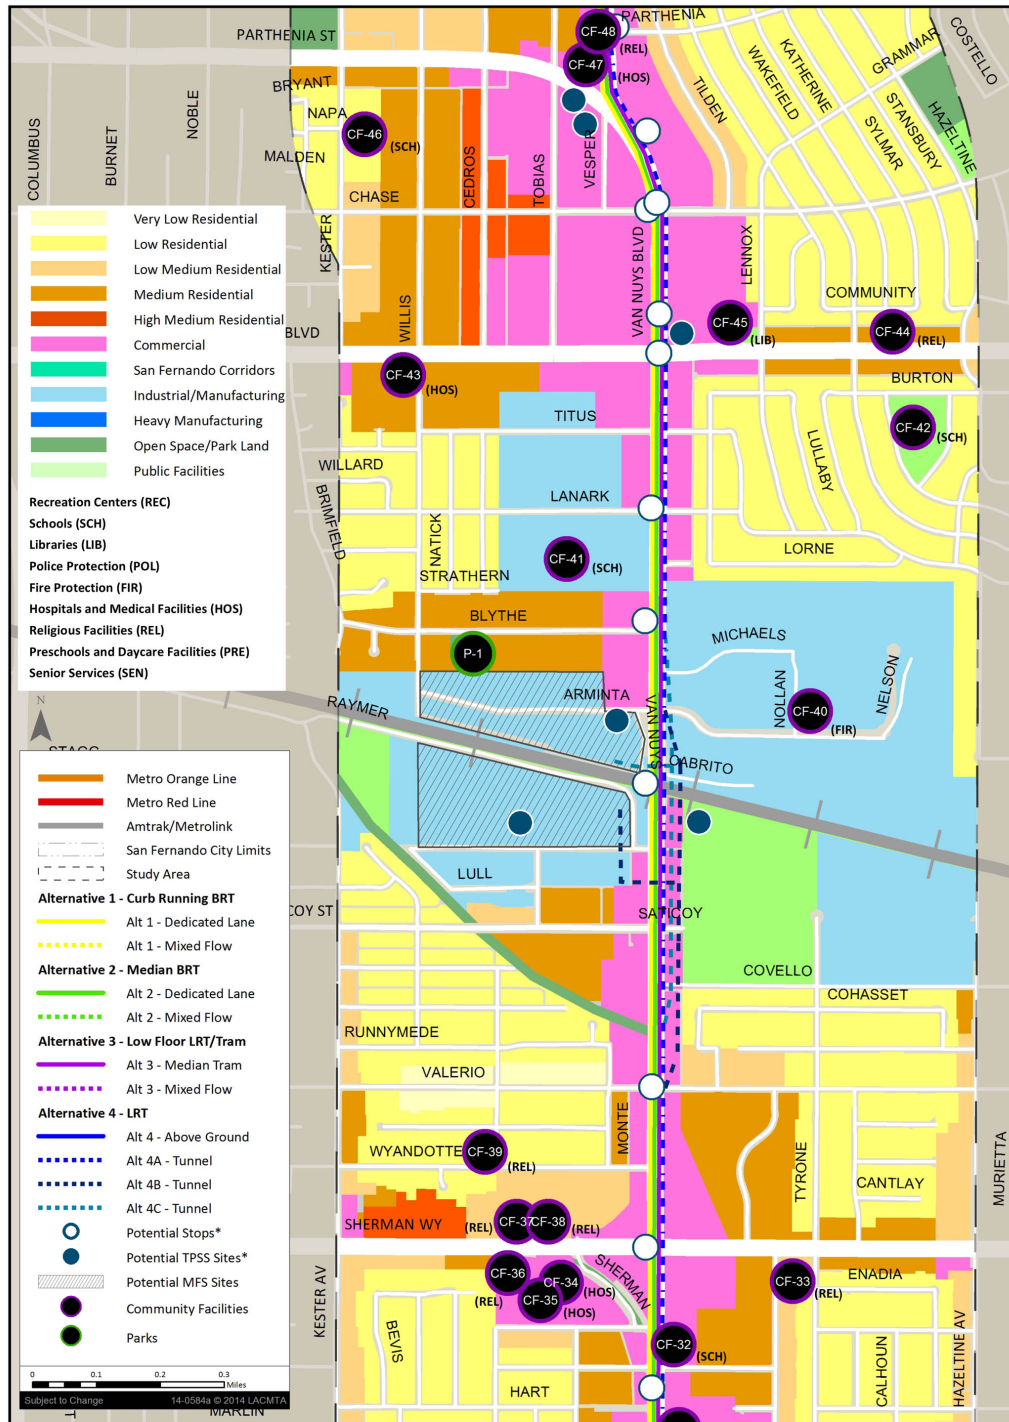 PARTHENIA ST
CF-48
(REL)
PARTHENIA
CF-47
(HOS)
COSTELLO
GRAMMAR
KATHERINE
WAKEFIELD
TILDEN
STANSBURY
SYLMAR
HAZELTINE
BRYANT
NAPA
CF-46
(SCH)
MALDEN
COLUMBUS
BURNET
NOBLE
CEDROS
TOBIAS
VESPER
CHASE
KESTER
WILLIS
VAN NUYS BLVD
LENNOX
COMMUNITY
CF-45
(LIB)
CF-44
(REL)
BLVD
CF-43
(HOS)
BURTON
CF-42
(SCH)
TITUS
LULLABY
WILLARD
BRIMFIELD
LANARK
NATICK
LORNE
CF-41
(SCH)
STRATHERN
BLYTHE
P-1
MICHAELS
NOLLAN
NELSON
CF-40
(FIR)
ARMINTA
RAYMER
VAN NUYS
CABRITO
STAGG
LULL
COY ST
SATICOY
COVELLO
COHASSET
RUNNYMEDE
VALERIO
MONTE
WYANDOTTE
CF-39
(REL)
TYRONE
CANTLAY
MURIETTA
SHERMAN WY
(REL)
CF-37
CF-38
(REL)
CF-36
(REL)
CF-34
(HOS)
CF-35
(HOS)
SHERMAN
CF-33
(REL)
ENADIA
KESTER AV
BEVIS
CF-32
(SCH)
HART
CALHOUN
HAZELTINE AV
MARLIN
Very Low Residential
Low Residential
Low Medium Residential
Medium Residential
High Medium Residential
Commercial
San Fernando Corridors
Industrial/Manufacturing
Heavy Manufacturing
Open Space/Park Land
Public Facilities
Recreation Centers (REC)
Schools (SCH)
Libraries (LIB)
Police Protection (POL)
Fire Protection (FIR)
Hospitals and Medical Facilities (HOS)
Religious Facilities (REL)
Preschools and Daycare Facilities (PRE)
Senior Services (SEN)
N
Metro Orange Line
Metro Red Line
Amtrak/Metrolink
San Fernando City Limits
Study Area
Alternative 1 - Curb Running BRT
Alt 1 - Dedicated Lane
Alt 1 - Mixed Flow
Alternative 2 - Median BRT
Alt 2 - Dedicated Lane
Alt 2 - Mixed Flow
Alternative 3 - Low Floor LRT/Tram
Alt 3 - Median Tram
Alt 3 - Mixed Flow
Alternative 4 - LRT
Alt 4 - Above Ground
Alt 4A - Tunnel
Alt 4B - Tunnel
Alt 4C - Tunnel
Potential Stops*
Potential TPSS Sites*
Potential MFS Sites
Community Facilities
Parks
0 0.1 0.2 0.3
Miles
Subject to Change 14-0584a © 2014 LACMTA